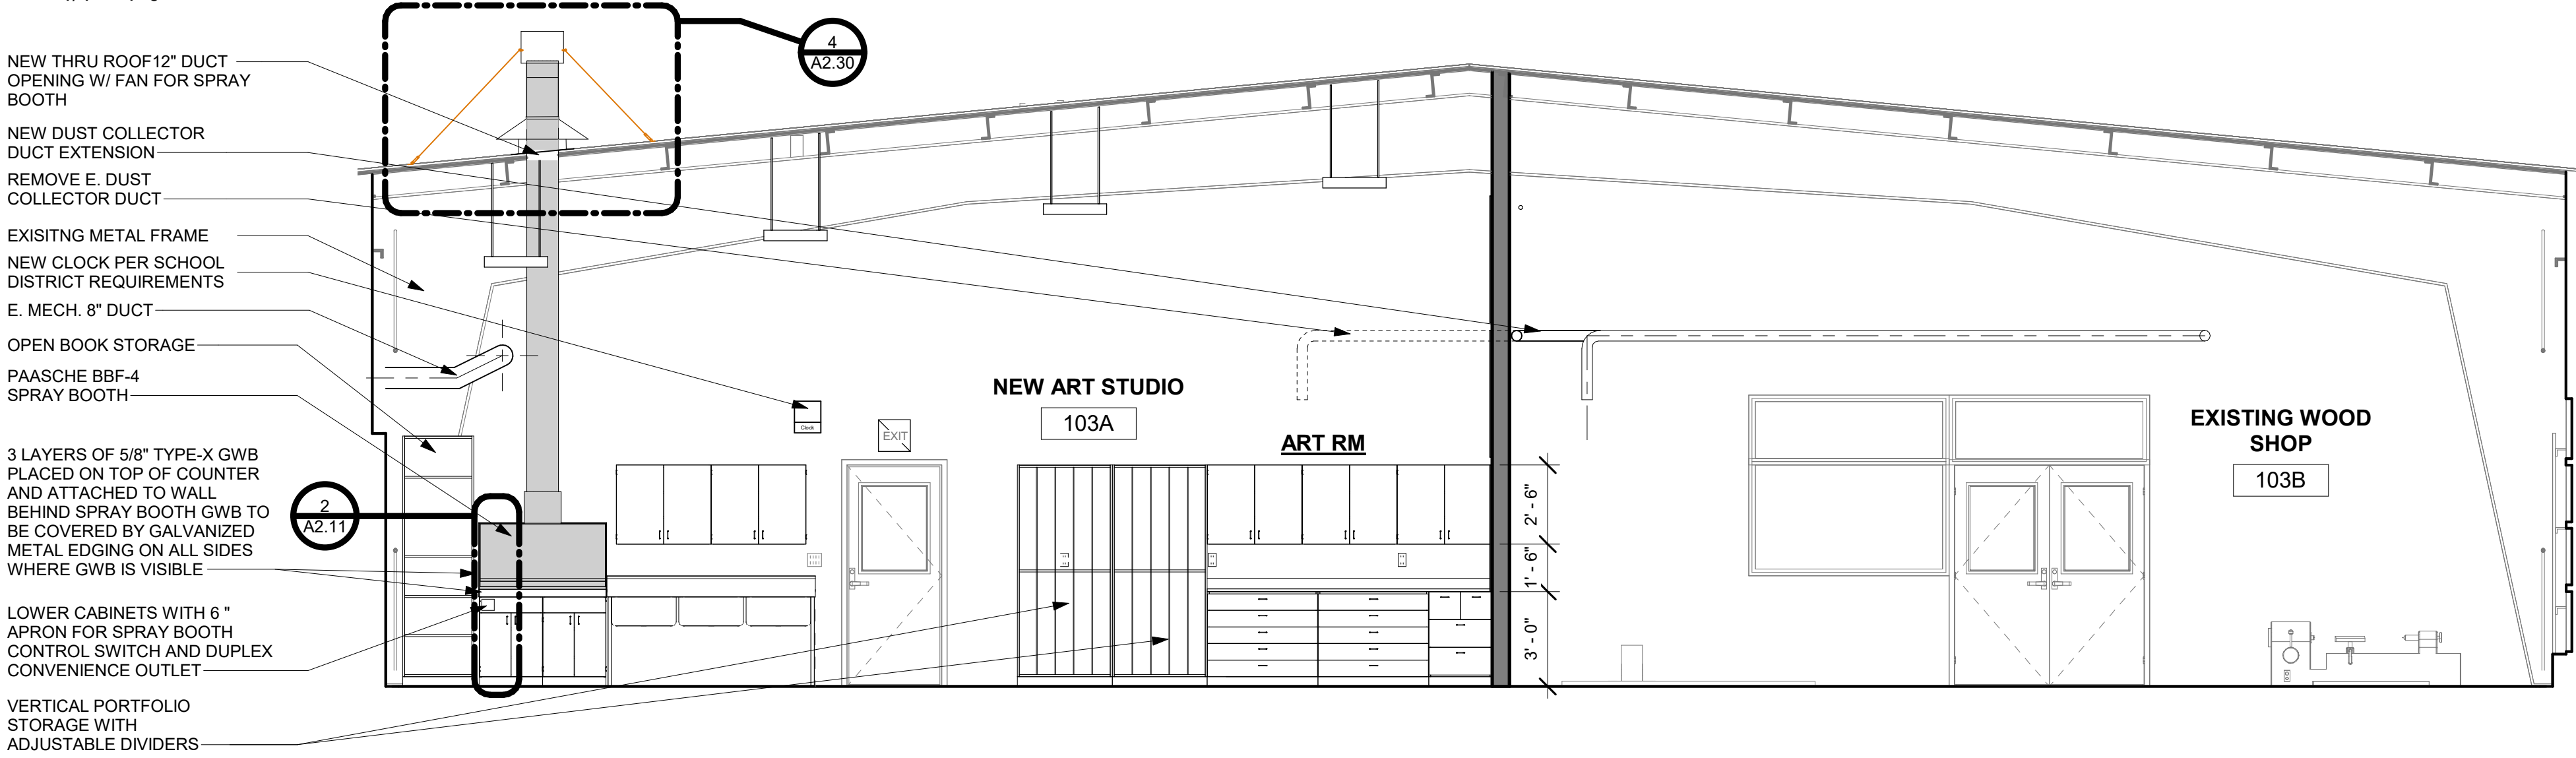 NEW THRU ROOF12" DUCT
OPENING W/ FAN FOR SPRAY
BOOTH
NEW DUST COLLECTOR
DUCT EXTENSION
REMOVE E. DUST
COLLECTOR DUCT
EXISITNG METAL FRAME
NEW CLOCK PER SCHOOL
DISTRICT REQUIREMENTS
E. MECH. 8" DUCT
OPEN BOOK STORAGE
PAASCHE BBF-4
SPRAY BOOTH
3 LAYERS OF 5/8" TYPE-X GWB
PLACED ON TOP OF COUNTER
AND ATTACHED TO WALL
BEHIND SPRAY BOOTH GWB TO
BE COVERED BY GALVANIZED
METAL EDGING ON ALL SIDES
WHERE GWB IS VISIBLE
LOWER CABINETS WITH 6 "
APRON FOR SPRAY BOOTH
CONTROL SWITCH AND DUPLEX
CONVENIENCE OUTLET
VERTICAL PORTFOLIO
STORAGE WITH
ADJUSTABLE DIVIDERS
4
A2.30
2
A2.11
Clock
EXIT
NEW ART STUDIO
103A
ART RM
2' - 6"
1' - 6"
3' - 0"
EXISTING WOOD
SHOP
103B